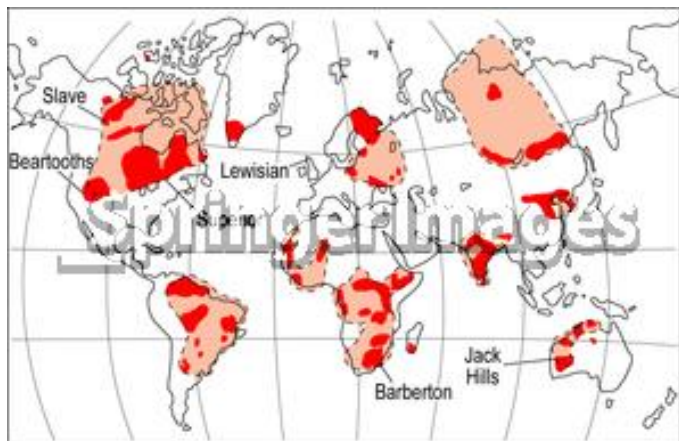 Slave
Beartooths
Lewisian
Superior
SpringerImages
Jack
Hills
Barberton